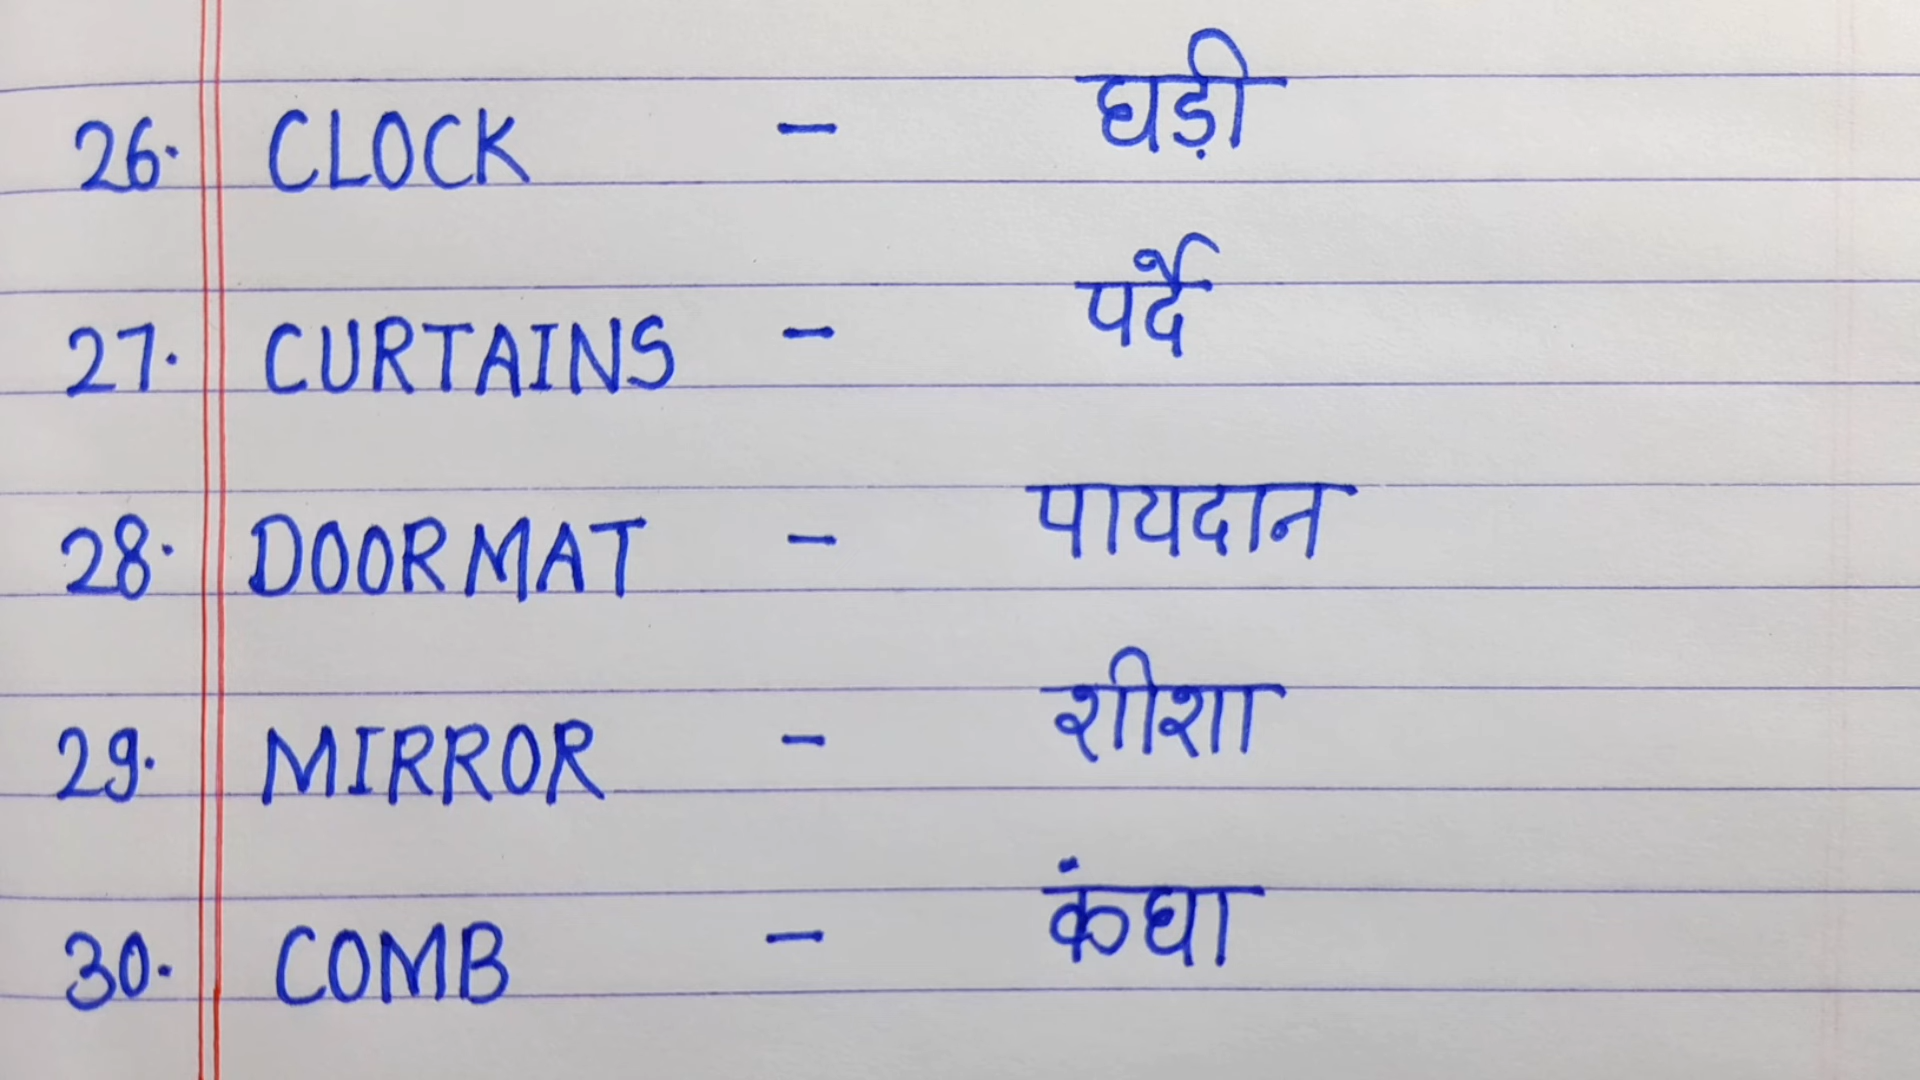 26. CLOCK - घड़ी
27. CURTAINS - पर्दे
28. DOORMAT - पायदान
29. MIRROR - शीशा
30. COMB - कंघा